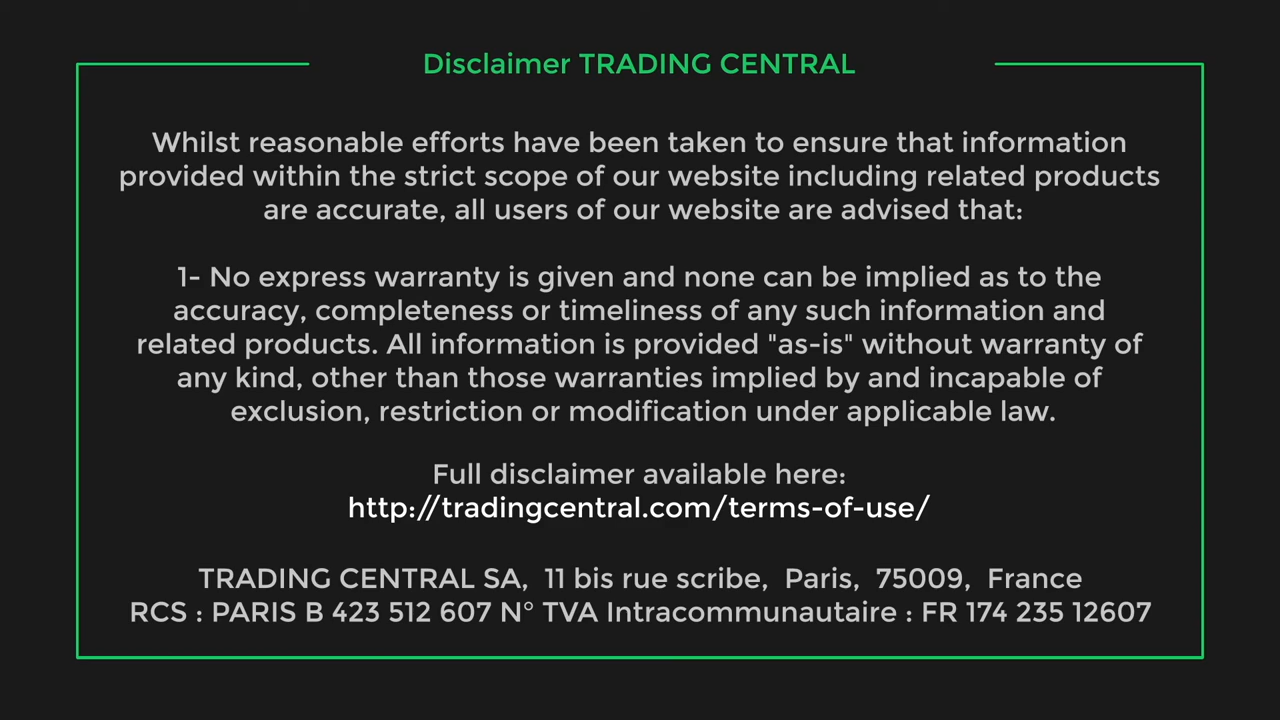 Disclaimer TRADING CENTRAL
Whilst reasonable efforts have been taken to ensure that information
provided within the strict scope of our website including related products
are accurate, all users of our website are advised that:
1- No express warranty is given and none can be implied as to the
accuracy, completeness or timeliness of any such information and
related products. All information is provided "as-is" without warranty of
any kind, other than those warranties implied by and incapable of
exclusion, restriction or modification under applicable law.
Full disclaimer available here:
http://tradingcentral.com/terms-of-use/
TRADING CENTRAL SA, 11 bis rue scribe, Paris, 75009, France
RCS : PARIS B 423 512 607 N° TVA Intracommunautaire : FR 174 235 12607